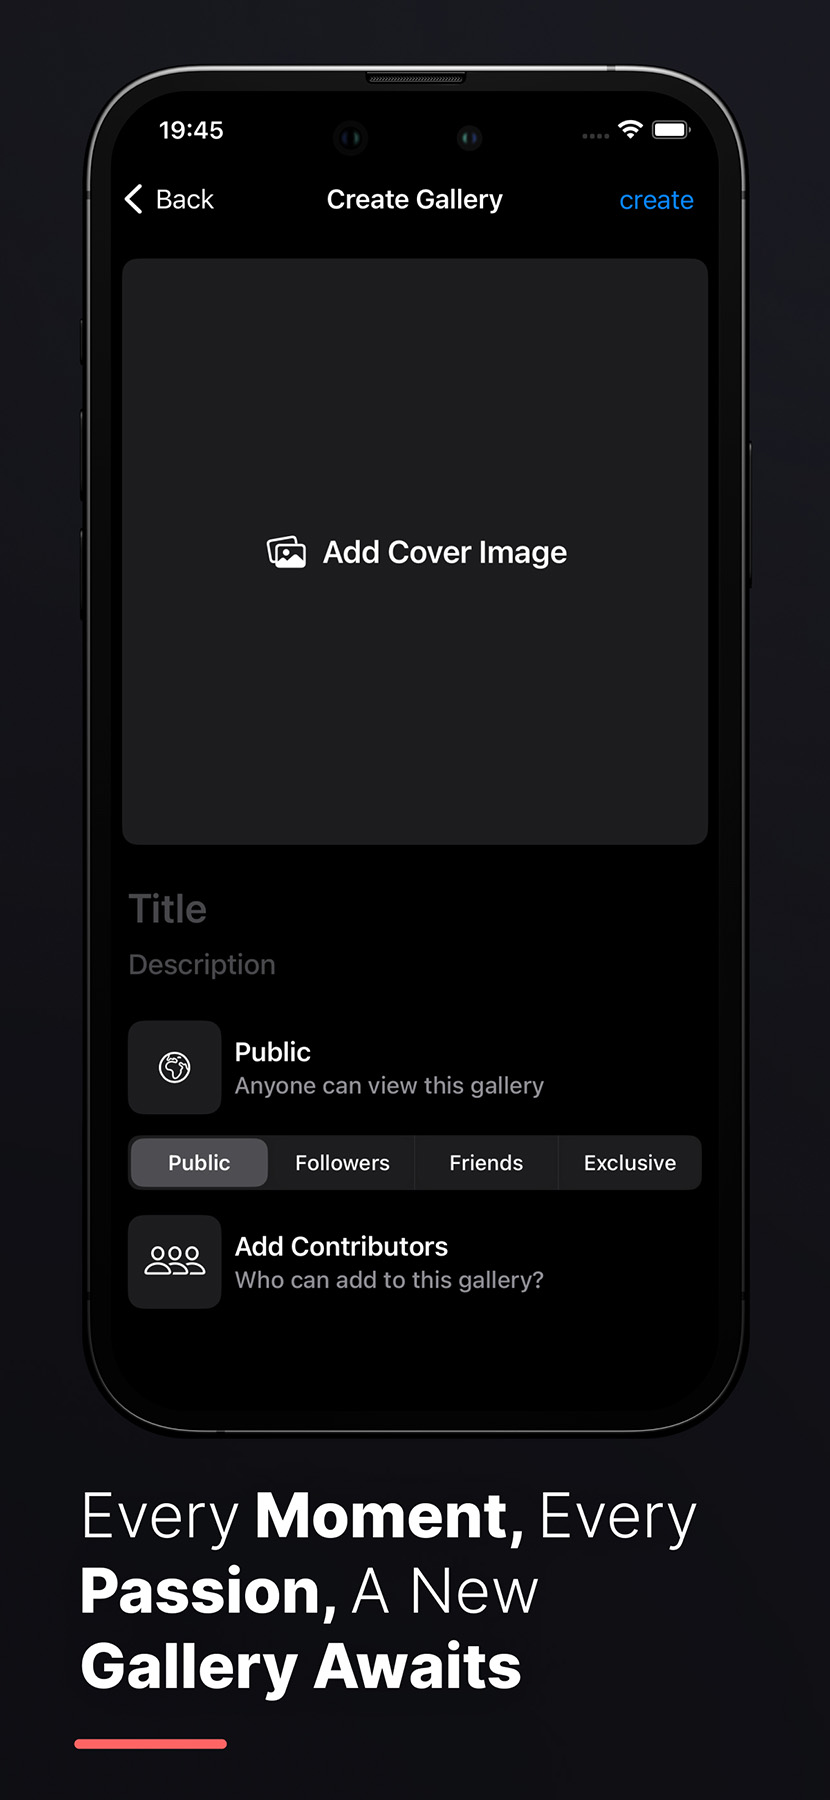 19:45
Back
Create Gallery
create
Add Cover Image
Title
Description
Public
Anyone can view this gallery
Public
Followers
Friends
Exclusive
Add Contributors
Who can add to this gallery?
Every Moment, Every
Passion, A New
Gallery Awaits